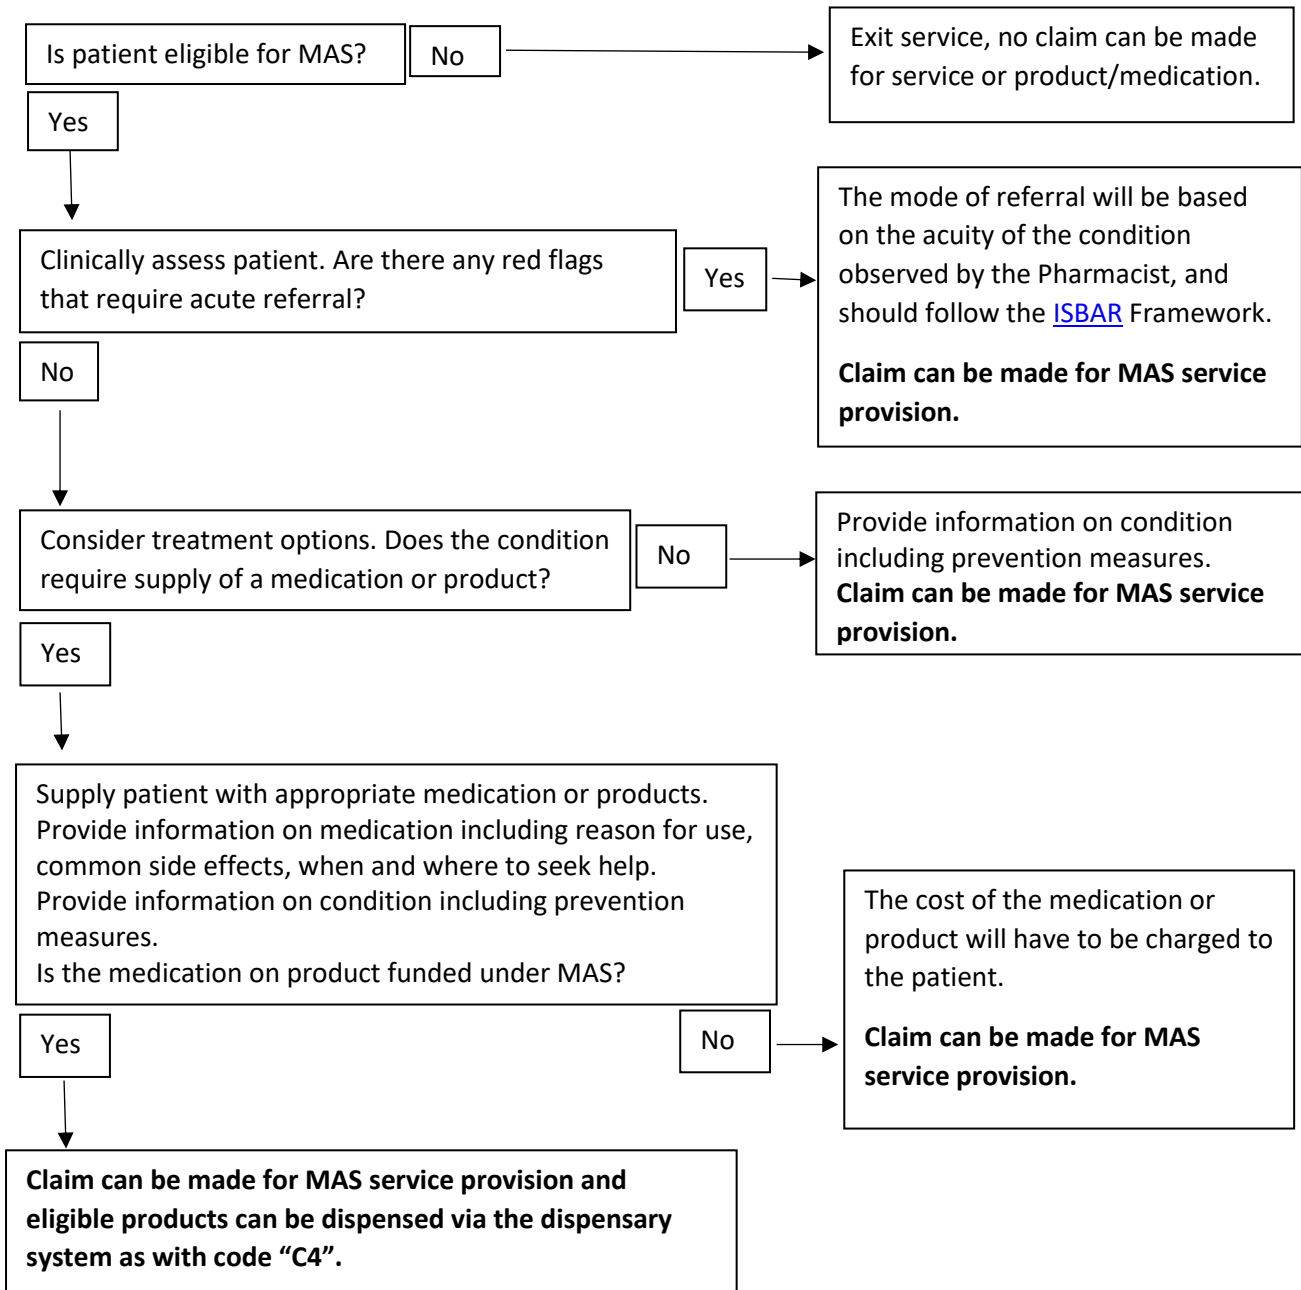 Is patient eligible for MAS?
No
Exit service, no claim can be made
for service or product/medication.
Yes
Clinically assess patient. Are there any red flags
that require acute referral?
Yes
The mode of referral will be based
on the acuity of the condition
observed by the Pharmacist, and
should follow the ISBAR Framework.
Claim can be made for MAS service
provision.
No
Consider treatment options. Does the condition
require supply of a medication or product?
No
Provide information on condition
including prevention measures.
Claim can be made for MAS service
provision.
Yes
Supply patient with appropriate medication or products.
Provide information on medication including reason for use,
common side effects, when and where to seek help.
Provide information on condition including prevention
measures.
Is the medication on product funded under MAS?
No
The cost of the medication or
product will have to be charged to
the patient.
Claim can be made for MAS
service provision.
Yes
Claim can be made for MAS service provision and
eligible products can be dispensed via the dispensary
system as with code “C4”.